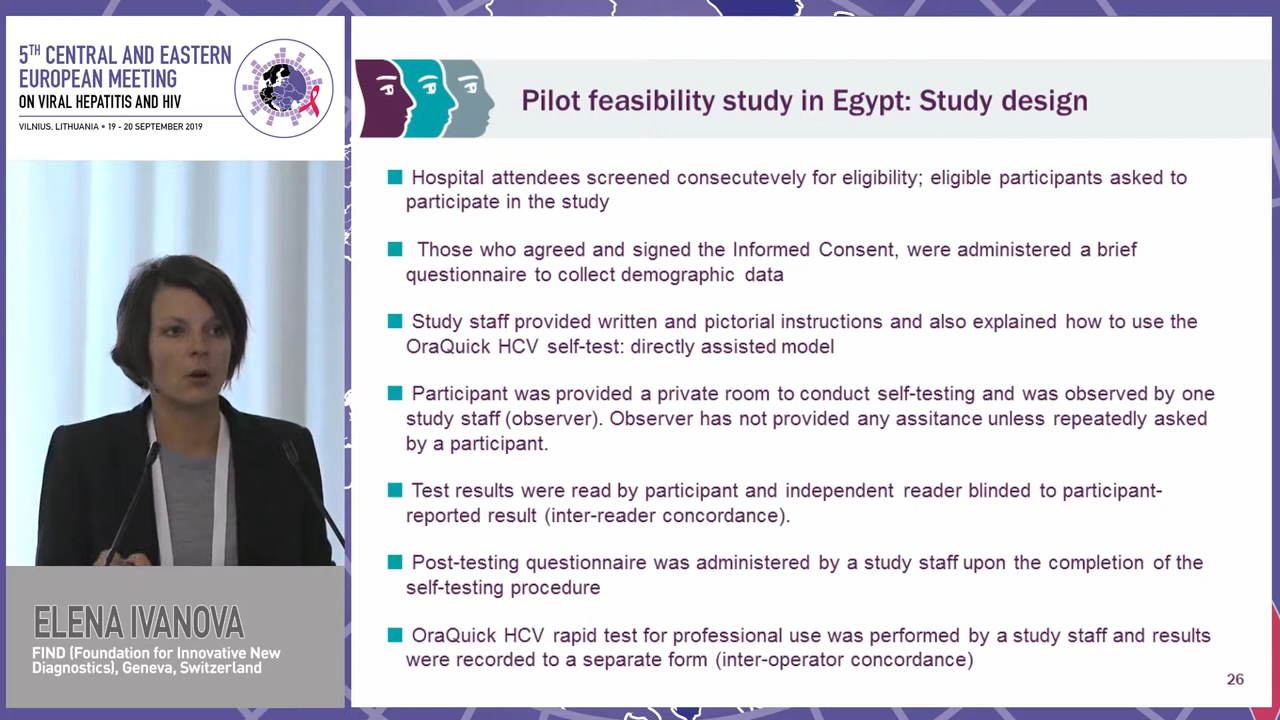 5TH CENTRAL AND EASTERN
EUROPEAN MEETING
ON VIRAL HEPATITIS AND HIV
VILNIUS, LITHUANIA • 19 - 20 SEPTEMBER 2019
Pilot feasibility study in Egypt: Study design
Hospital attendees screened consecutevely for eligibility; eligible participants asked to
participate in the study
Those who agreed and signed the Informed Consent, were administered a brief
questionnaire to collect demographic data
Study staff provided written and pictorial instructions and also explained how to use the
OraQuick HCV self-test: directly assisted model
Participant was provided a private room to conduct self-testing and was observed by one
study staff (observer). Observer has not provided any assitance unless repeatedly asked
by a participant.
Test results were read by participant and independent reader blinded to participant-
reported result (inter-reader concordance).
Post-testing questionnaire was administered by a study staff upon the completion of the
self-testing procedure
OraQuick HCV rapid test for professional use was performed by a study staff and results
were recorded to a separate form (inter-operator concordance)
26
ELENA IVANOVA
FIND (Foundation for Innovative New
Diagnostics), Geneva, Switzerland